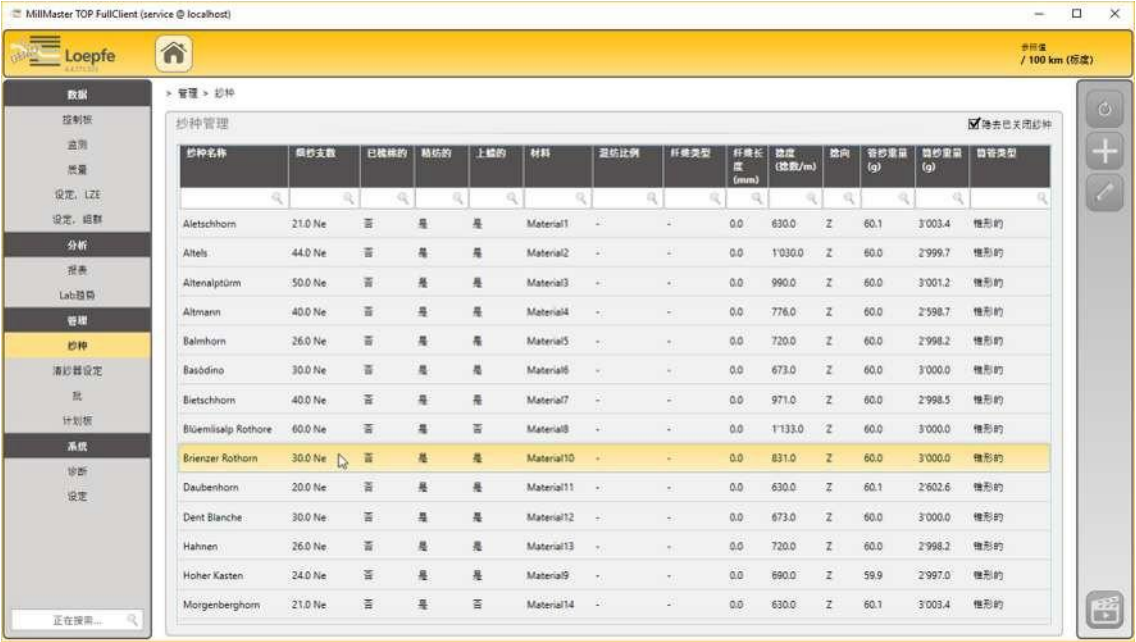 MillMaster TOP FullClient (service @ localhost)
Loepfe
参照值
/ 100 km (标度)
数据
控制板
监测
质量
设定, LZE
设定, 组群
分析
报表
Lab趋势
管理
纱种
清纱器设定
批
计划板
系统
诊断
设定
正在搜索...
> 管理 > 纱种
纱种管理
隐去已关闭纱种
纱种名称 细纱支数 已梳棉的 精纺的 上蜡的 材料 混纺比例 纤维类型 纤维长度 (mm) 捻度 (捻数/m) 捻向 管纱重量 (g) 筒纱重量 (g) 筒管类型
Aletschhorn 21.0 Ne 否 是 是 Material1 - - 0.0 630.0 Z 60.1 3'003.4 锥形的
Altels 44.0 Ne 否 是 是 Material2 - - 0.0 1'030.0 Z 60.0 2'999.7 锥形的
Altenalptürm 50.0 Ne 否 是 是 Material3 - - 0.0 990.0 Z 60.0 3'001.2 锥形的
Altmann 40.0 Ne 否 是 是 Material4 - - 0.0 776.0 Z 60.0 2'598.7 锥形的
Balmhorn 26.0 Ne 否 是 是 Material5 - - 0.0 720.0 Z 60.0 2'998.2 锥形的
Basòdino 30.0 Ne 否 是 是 Material6 - - 0.0 673.0 Z 60.0 3'000.0 锥形的
Bietschhorn 40.0 Ne 否 是 是 Material7 - - 0.0 971.0 Z 60.0 2'998.5 锥形的
Blüemlisalp Rothore 60.0 Ne 否 是 否 Material8 - - 0.0 1'133.0 Z 60.0 3'000.0 锥形的
Brienzer Rothorn 30.0 Ne 否 是 是 Material10 - - 0.0 831.0 Z 60.0 3'000.0 锥形的
Daubenhorn 20.0 Ne 否 是 是 Material11 - - 0.0 630.0 Z 60.1 2'602.6 锥形的
Dent Blanche 30.0 Ne 否 是 是 Material12 - - 0.0 673.0 Z 60.0 3'000.0 锥形的
Hahnen 26.0 Ne 否 是 是 Material13 - - 0.0 720.0 Z 60.0 2'998.2 锥形的
Hoher Kasten 24.0 Ne 否 是 是 Material9 - - 0.0 690.0 Z 59.9 2'997.0 锥形的
Morgenberghorn 21.0 Ne 否 是 否 Material14 - - 0.0 630.0 Z 60.1 3'003.4 锥形的